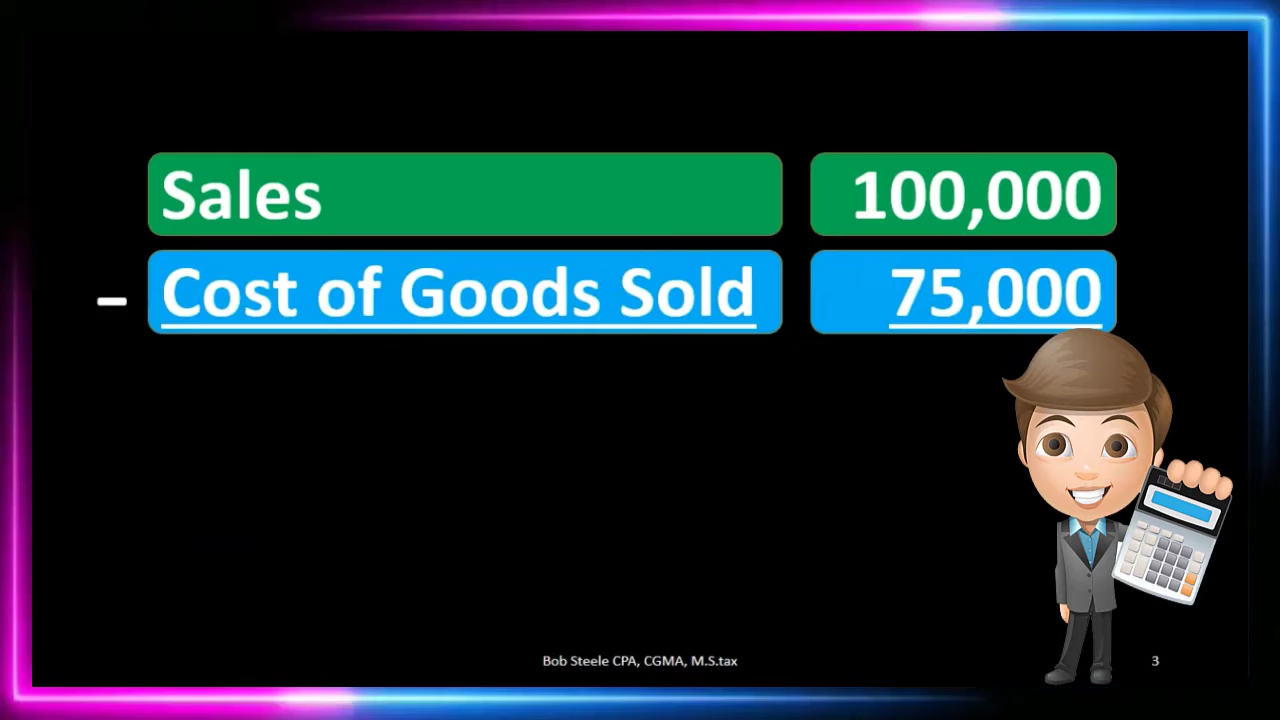 Sales 100,000
– Cost of Goods Sold 75,000
Bob Steele CPA, CGMA, M.S.tax 3